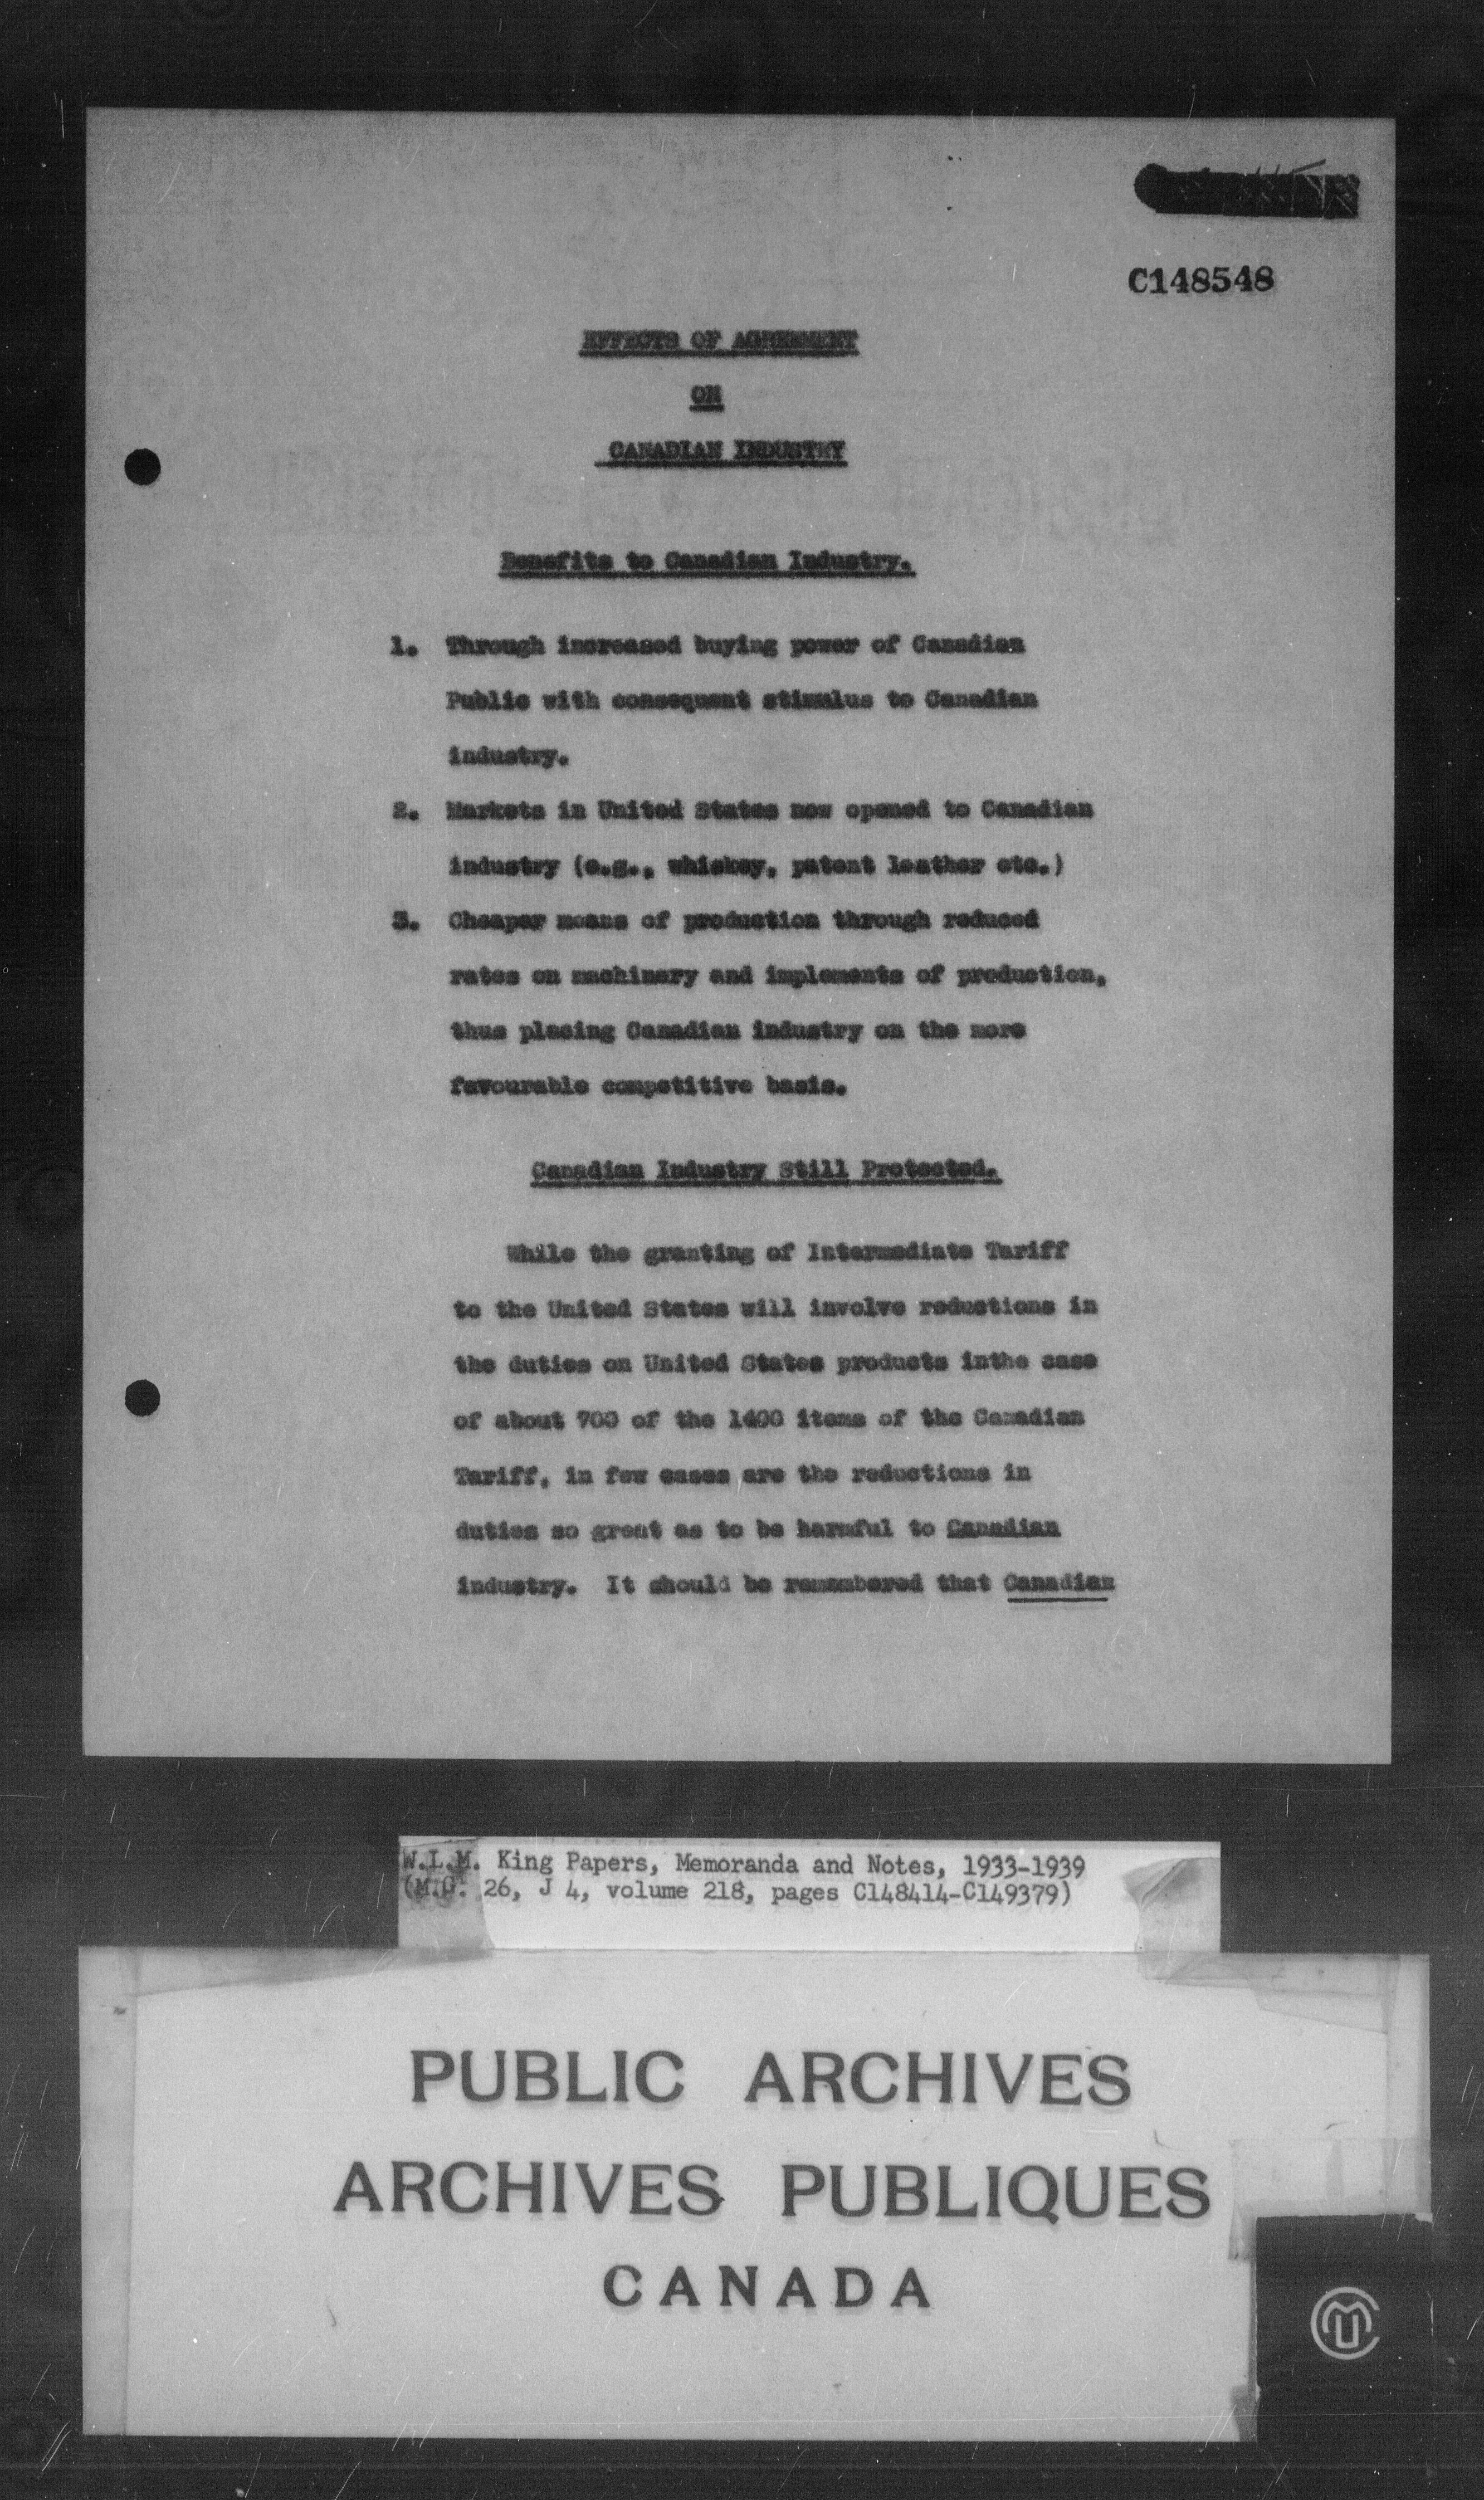 C148548
EFFECTS OF AGREEMENT
ON
CANADIAN INDUSTRY
Benefits to Canadian Industry.
1. Through increased buying power of Canadian
Public with consequent stimulus to Canadian
industry.
2. Markets in United States now opened to Canadian
industry (e.g., whiskey, patent leather etc.)
3. Cheaper means of production through reduced
rates on machinery and implements of production,
thus placing Canadian industry on the more
favourable competitive basis.
Canadian Industry Still Protected.
While the granting of Intermediate Tariff
to the United States will involve reductions in
the duties on United States products inthe case
of about 700 of the 1400 items of the Canadian
Tariff, in few cases are the reductions in
duties so great as to be harmful to Canadian
industry. It should be remembered that Canadian
W.L.M. King Papers, Memoranda and Notes, 1933-1939
(M.G. 26, J 4, volume 218, pages C148414-C149379)
PUBLIC ARCHIVES
ARCHIVES PUBLIQUES
CANADA